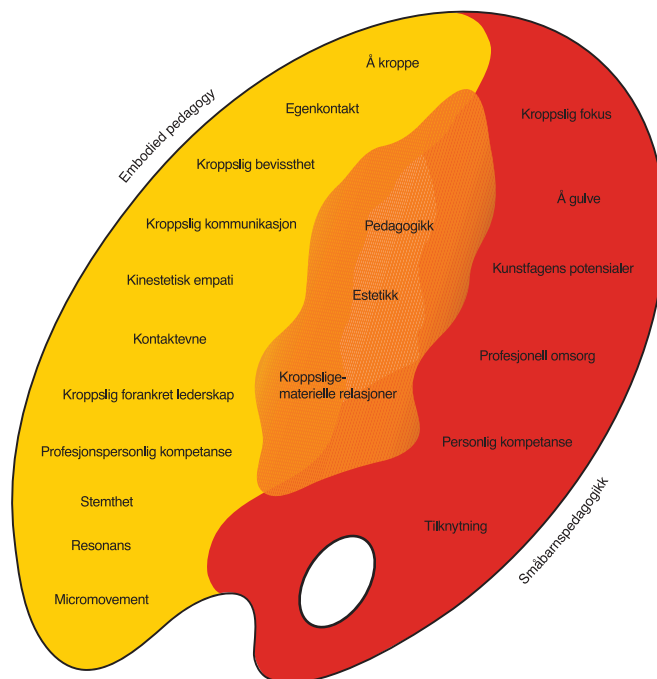 Embodied pedagogy
Å kroppe
Egenkontakt
Kroppslig bevissthet
Kroppslig kommunikasjon
Kinestetisk empati
Kontaktevne
Kroppslig forankret lederskap
Profesjonspersonlig kompetanse
Stemthet
Resonans
Micromovement
Pedagogikk
Estetikk
Kroppslige-
materielle relasjoner
Kroppslig fokus
Å gulve
Kunstfagens potensialer
Profesjonell omsorg
Personlig kompetanse
Tilknytning
Småbarnspedagogikk